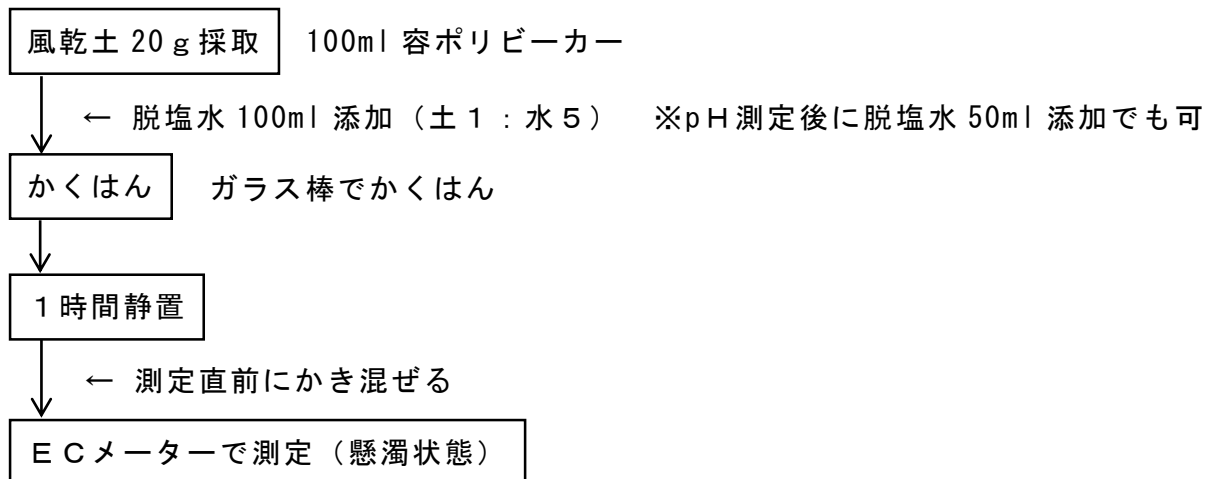 風乾土 20ｇ採取　100ml 容ポリビーカー
← 脱塩水 100ml 添加（土１：水５）　※pＨ測定後に脱塩水 50ml 添加でも可
かくはん　ガラス棒でかくはん
１時間静置
← 測定直前にかき混ぜる
ＥＣメーターで測定（懸濁状態）